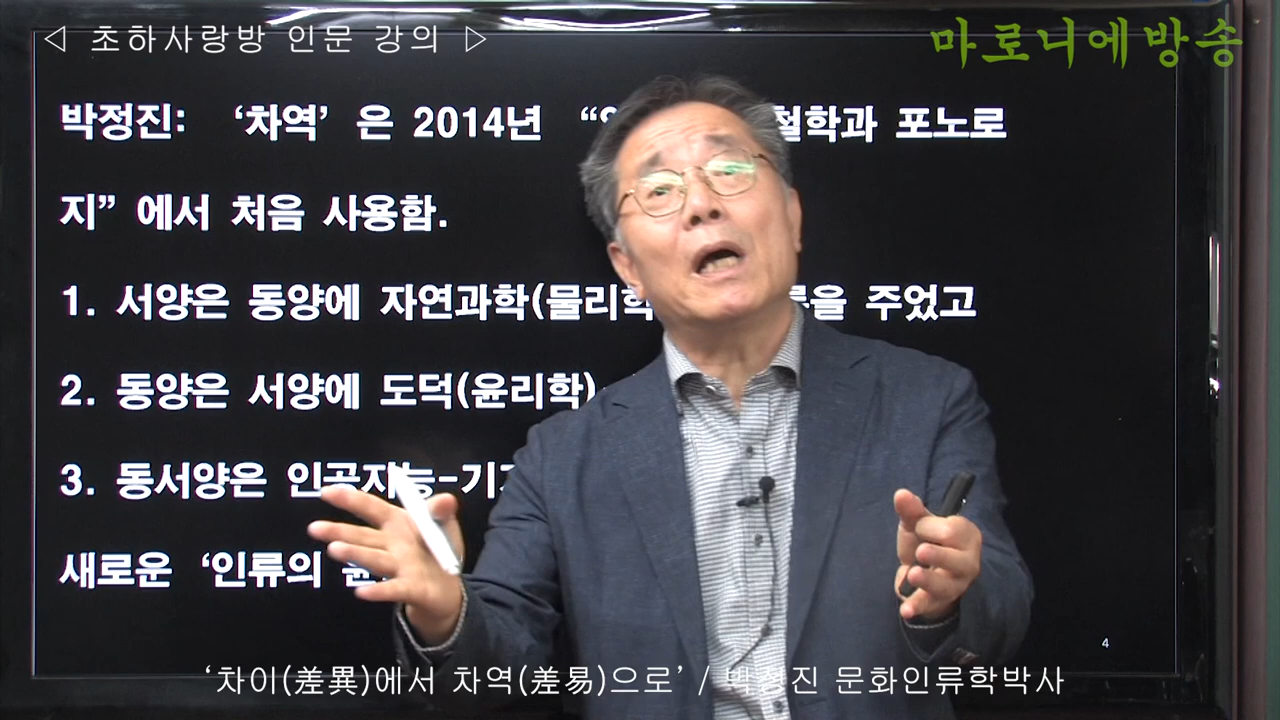 ◁ 초하사랑방 인문 강의 ▷
마로니에방송
박정진: ‘차역’ 은 2014년 철학과 포노로
지” 에서 처음 사용함.
1. 서양은 동양에 자연과학(물리학 주었고
2. 동양은 서양에 도덕(윤리학)
3. 동서양은 인공지능-기
새로운 ‘인류의
4
‘차이(差異)에서 차역(差易)으로’ / 박정진 문화인류학박사